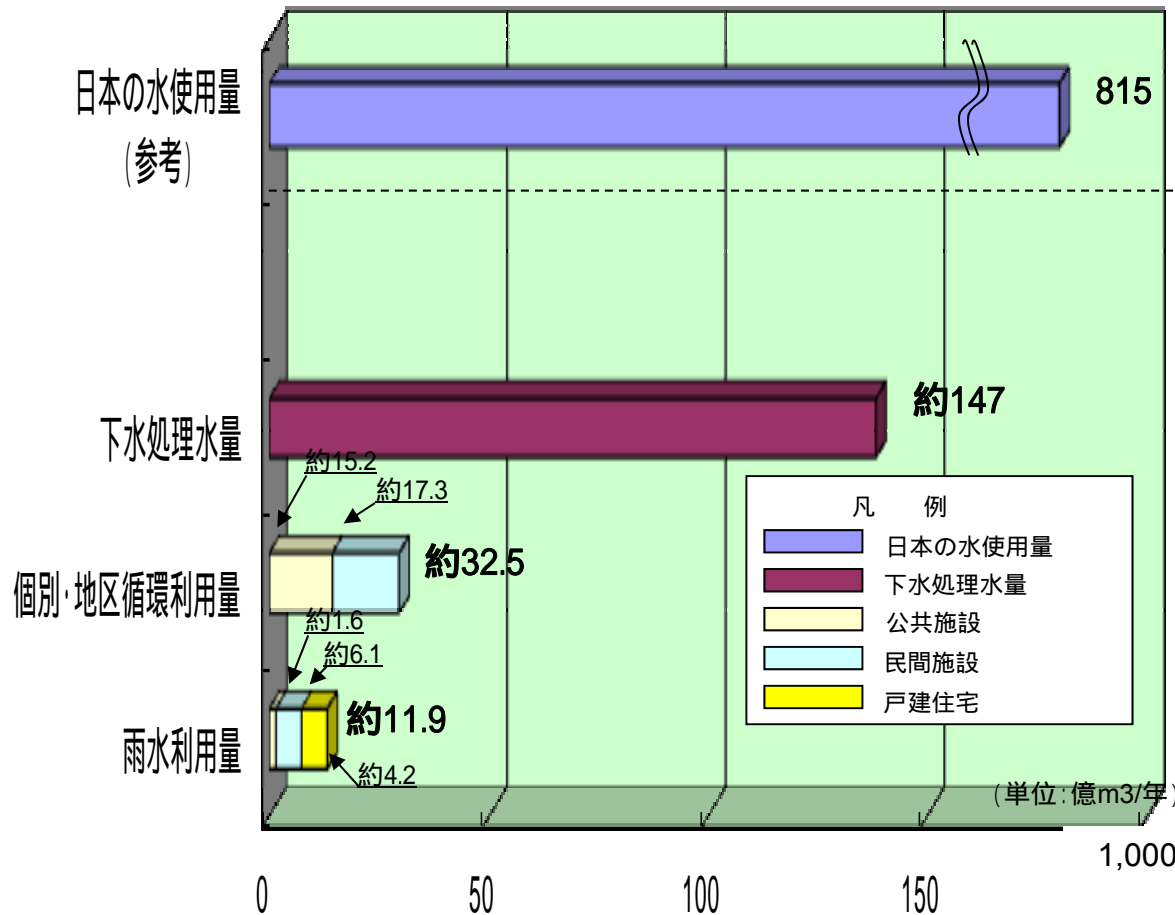 日本の水使用量
(参考)
815
下水処理水量
約147
約15.2
約17.3
個別・地区循環利用量
約32.5
約1.6
約6.1
雨水利用量
約11.9
約4.2
凡 例
日本の水使用量
下水処理水量
公共施設
民間施設
戸建住宅
(単位:億m3/年)
0
50
100
150
1,000